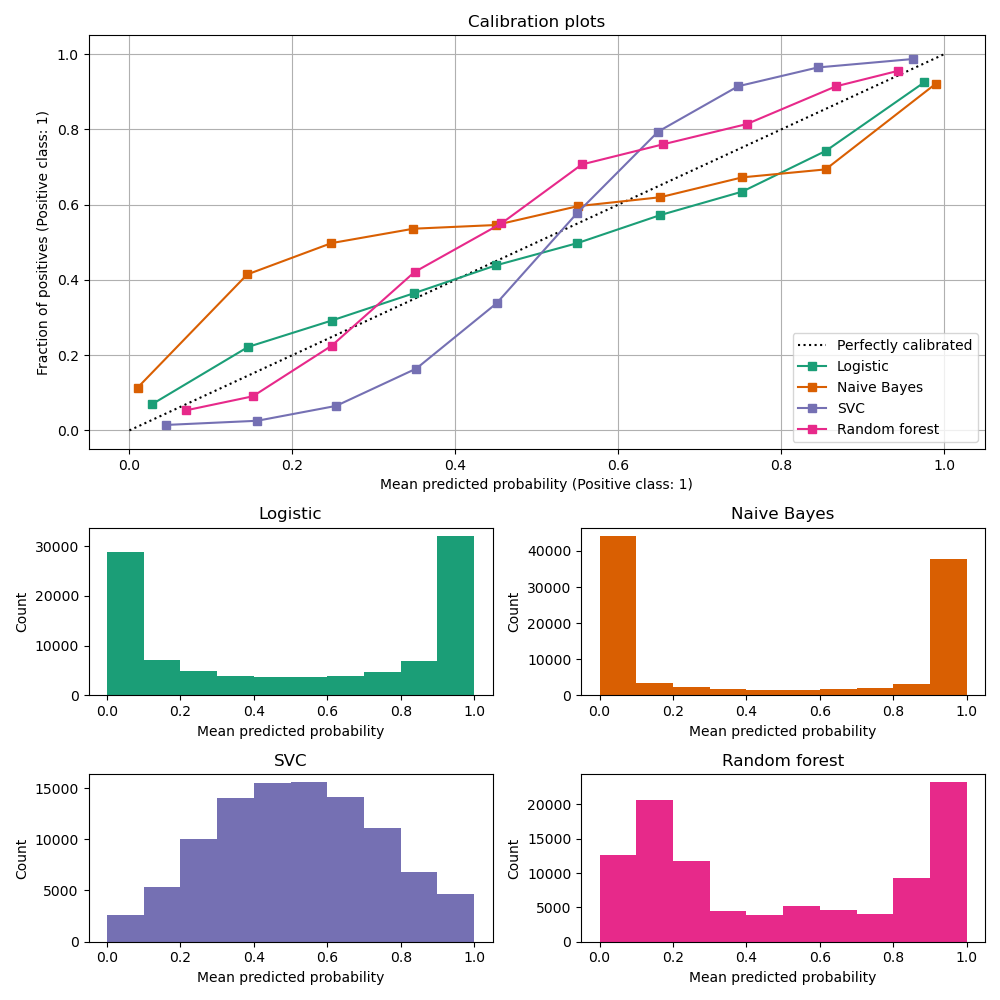 Calibration plots
Fraction of positives (Positive class: 1)
1.0
0.8
0.6
0.4
0.2
0.0
Perfectly calibrated
Logistic
Naive Bayes
SVC
Random forest
0.0 0.2 0.4 0.6 0.8 1.0
Mean predicted probability (Positive class: 1)
Logistic
Count
30000
20000
10000
0
0.0 0.2 0.4 0.6 0.8 1.0
Mean predicted probability
Naive Bayes
Count
40000
30000
20000
10000
0
0.0 0.2 0.4 0.6 0.8 1.0
Mean predicted probability
SVC
Count
15000
10000
5000
0
0.0 0.2 0.4 0.6 0.8 1.0
Mean predicted probability
Random forest
Count
20000
15000
10000
5000
0
0.0 0.2 0.4 0.6 0.8 1.0
Mean predicted probability